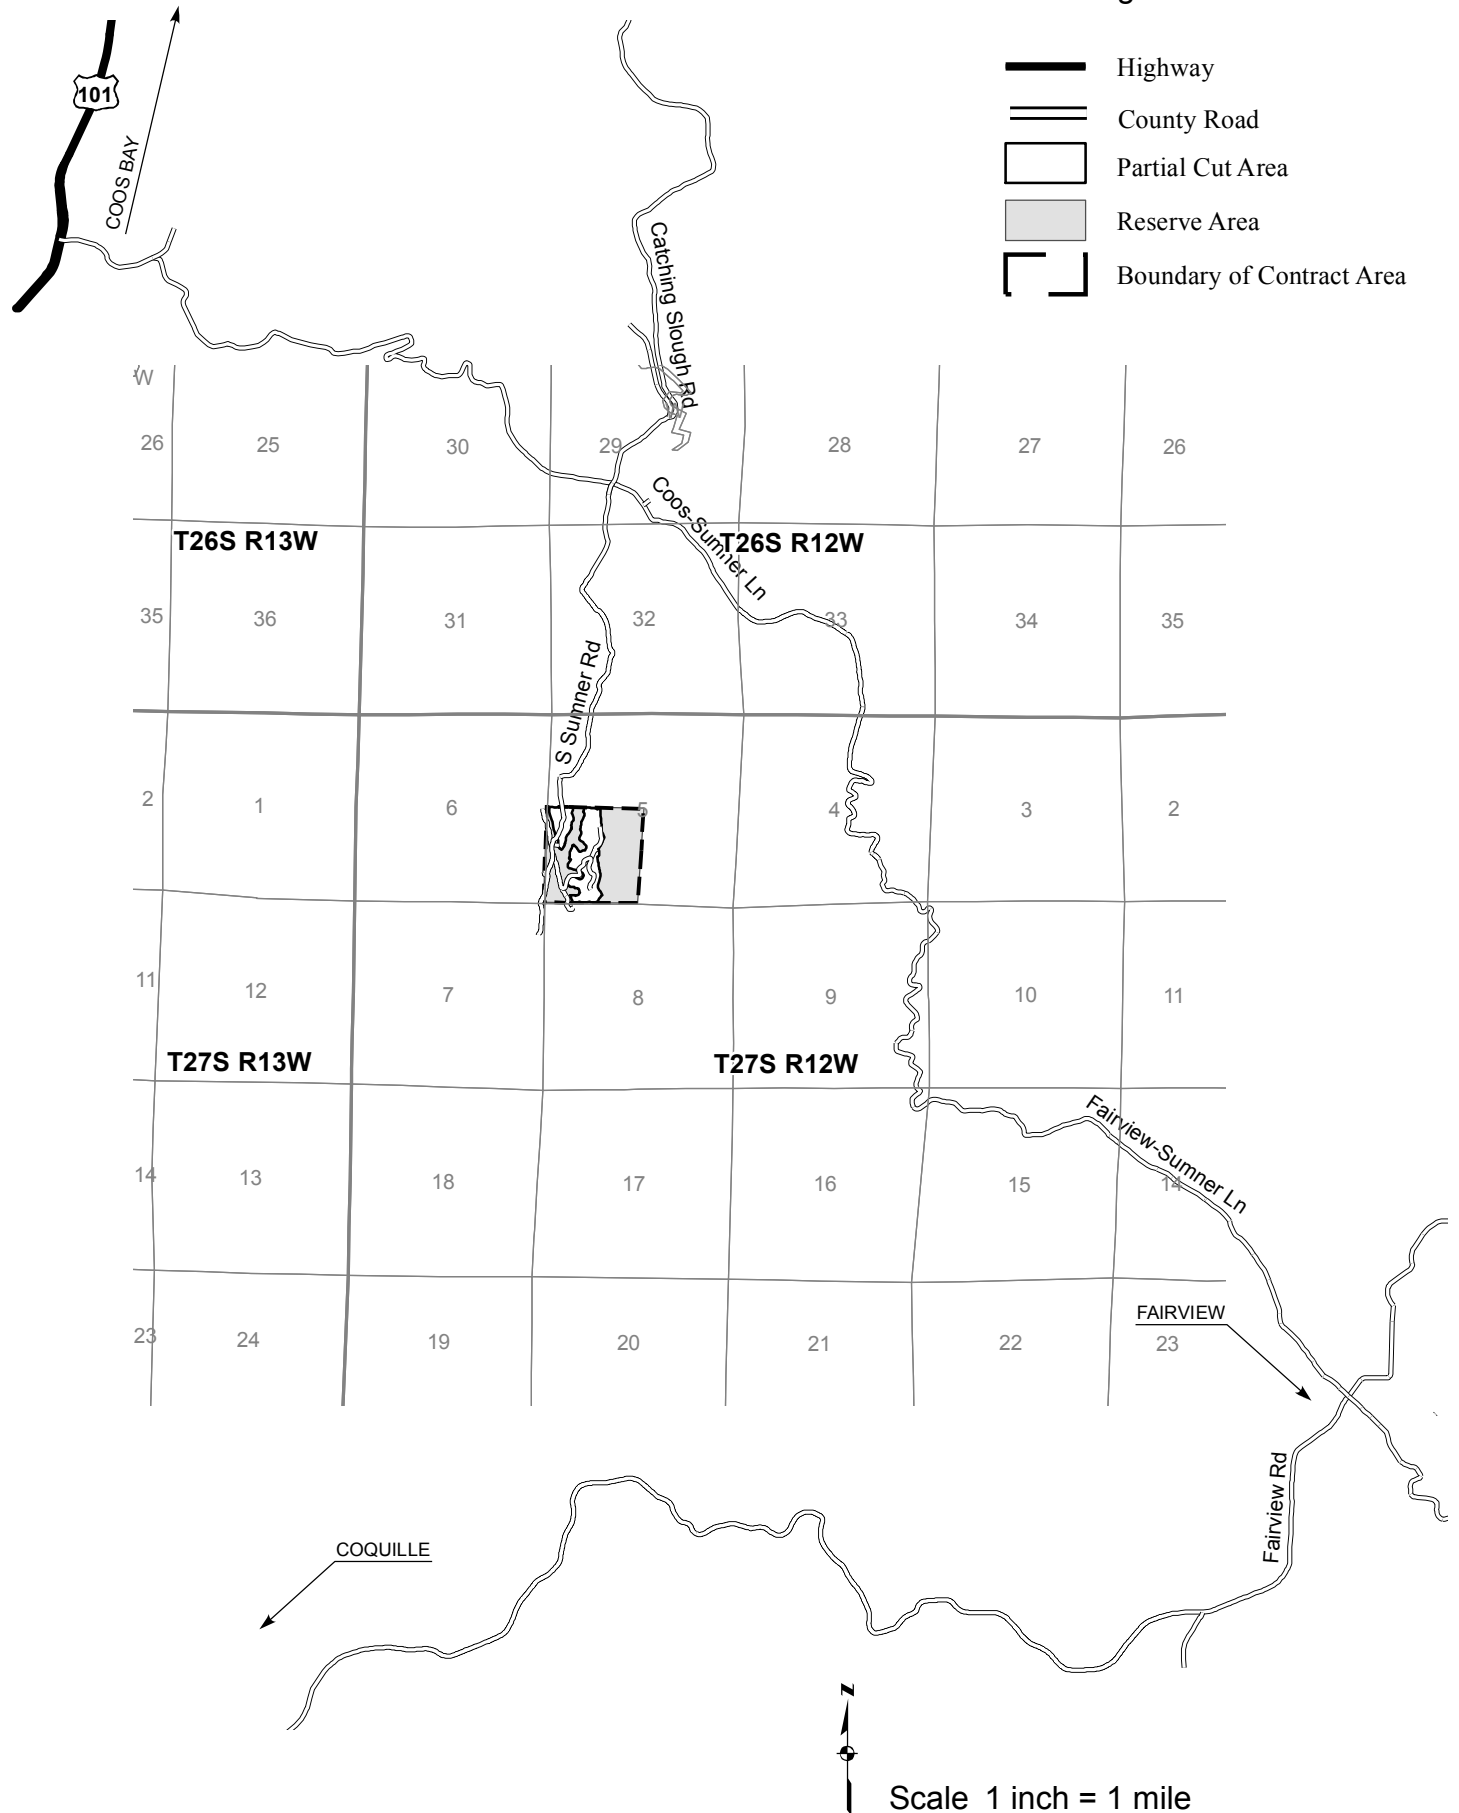 g
Highway
101
County Road
COOS BAY
Partial Cut Area
Reserve Area
Catching Slough Rd
Boundary of Contract Area
W
26 25 30 29 28 27 26
Coos-Sumner Ln
T26S R13W T26S R12W
35 36 31 32 33 34 35
S Sumner Rd
2 1 6 5 4 3 2
11 12 7 8 9 10 11
T27S R13W T27S R12W
Fairview-Sumner Ln
14 13 18 17 16 15 14
FAIRVIEW
23 24 19 20 21 22 23
Fairview Rd
COQUILLE
z
Scale 1 inch = 1 mile